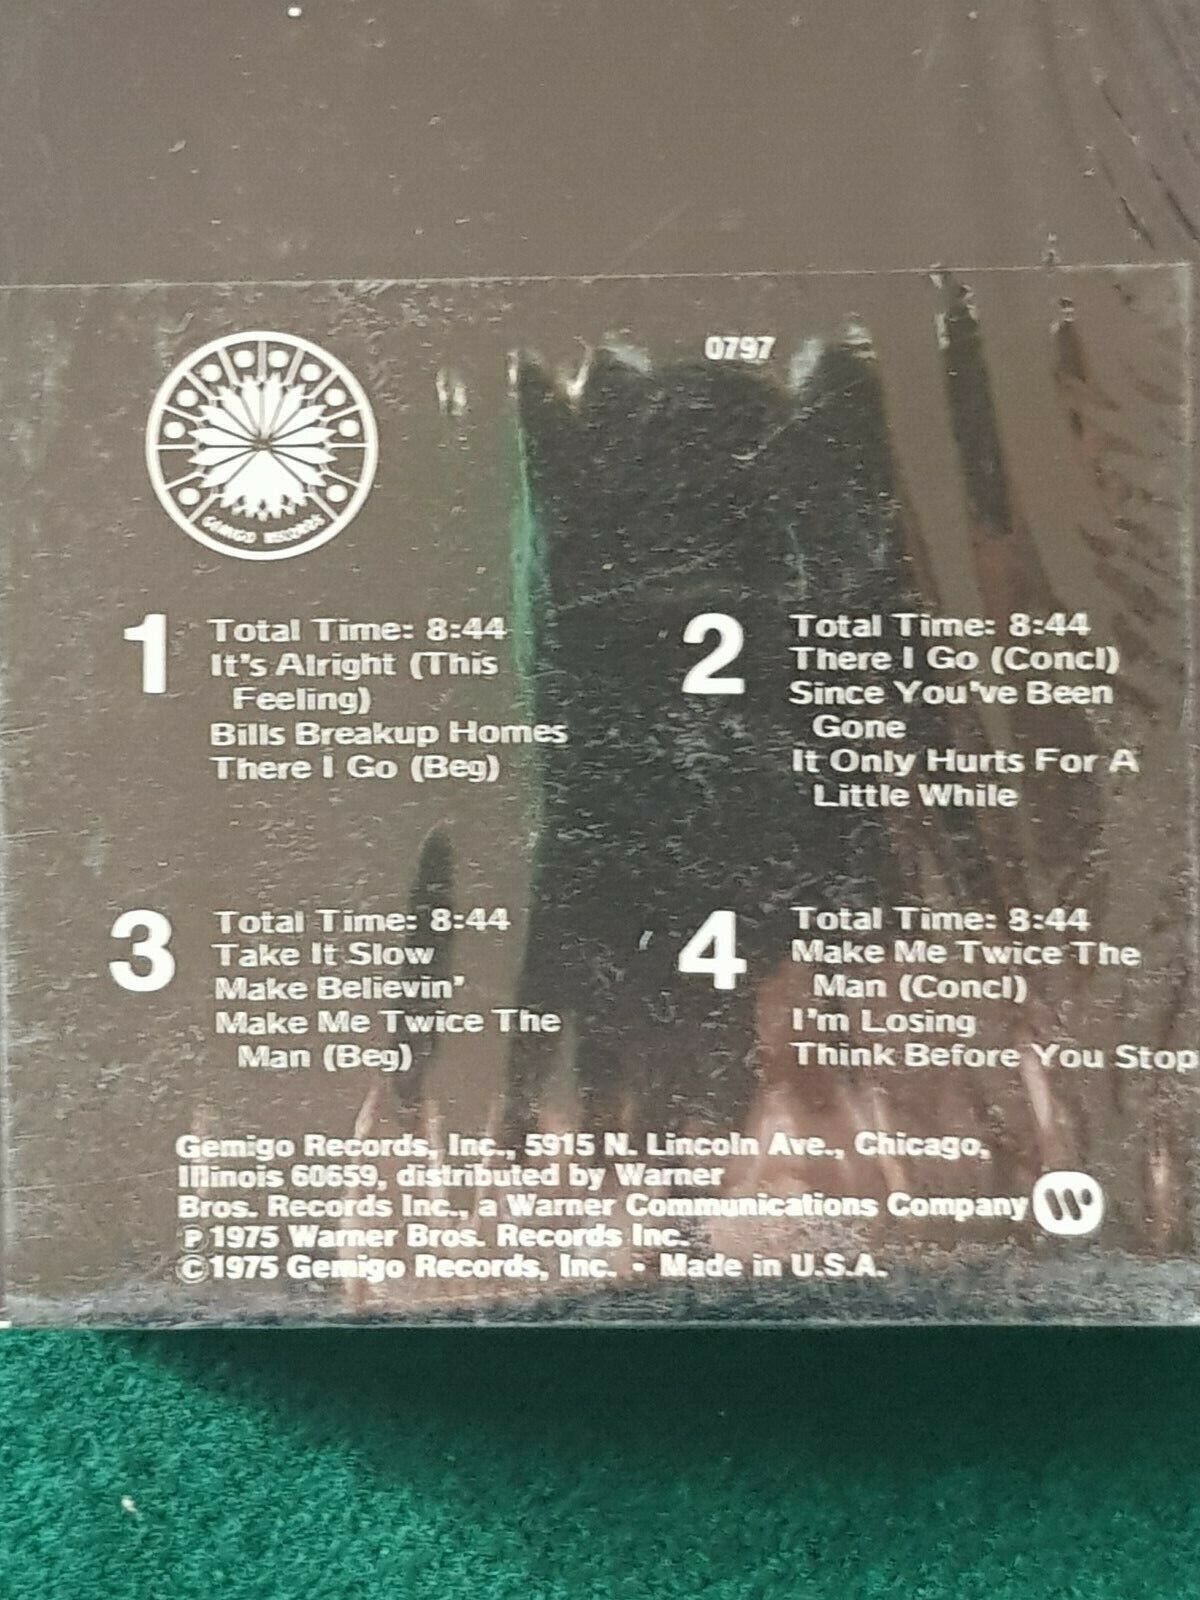 0797
GEMIGO RECORDS
1
Total Time: 8:44
It's Alright (This
Feeling)
Bills Breakup Homes
There I Go (Beg)
2
Total Time: 8:44
There I Go (Concl)
Since You've Been
Gone
It Only Hurts For A
Little While
3
Total Time: 8:44
Take It Slow
Make Believin'
Make Me Twice The
Man (Beg)
4
Total Time: 8:44
Make Me Twice The
Man (Concl)
I'm Losing
Think Before You Stop
Gemigo Records, Inc., 5915 N. Lincoln Ave., Chicago,
Illinois 60659, distributed by Warner
Bros. Records Inc., a Warner Communications Company
℗ 1975 Warner Bros. Records Inc.
© 1975 Gemigo Records, Inc. • Made in U.S.A.